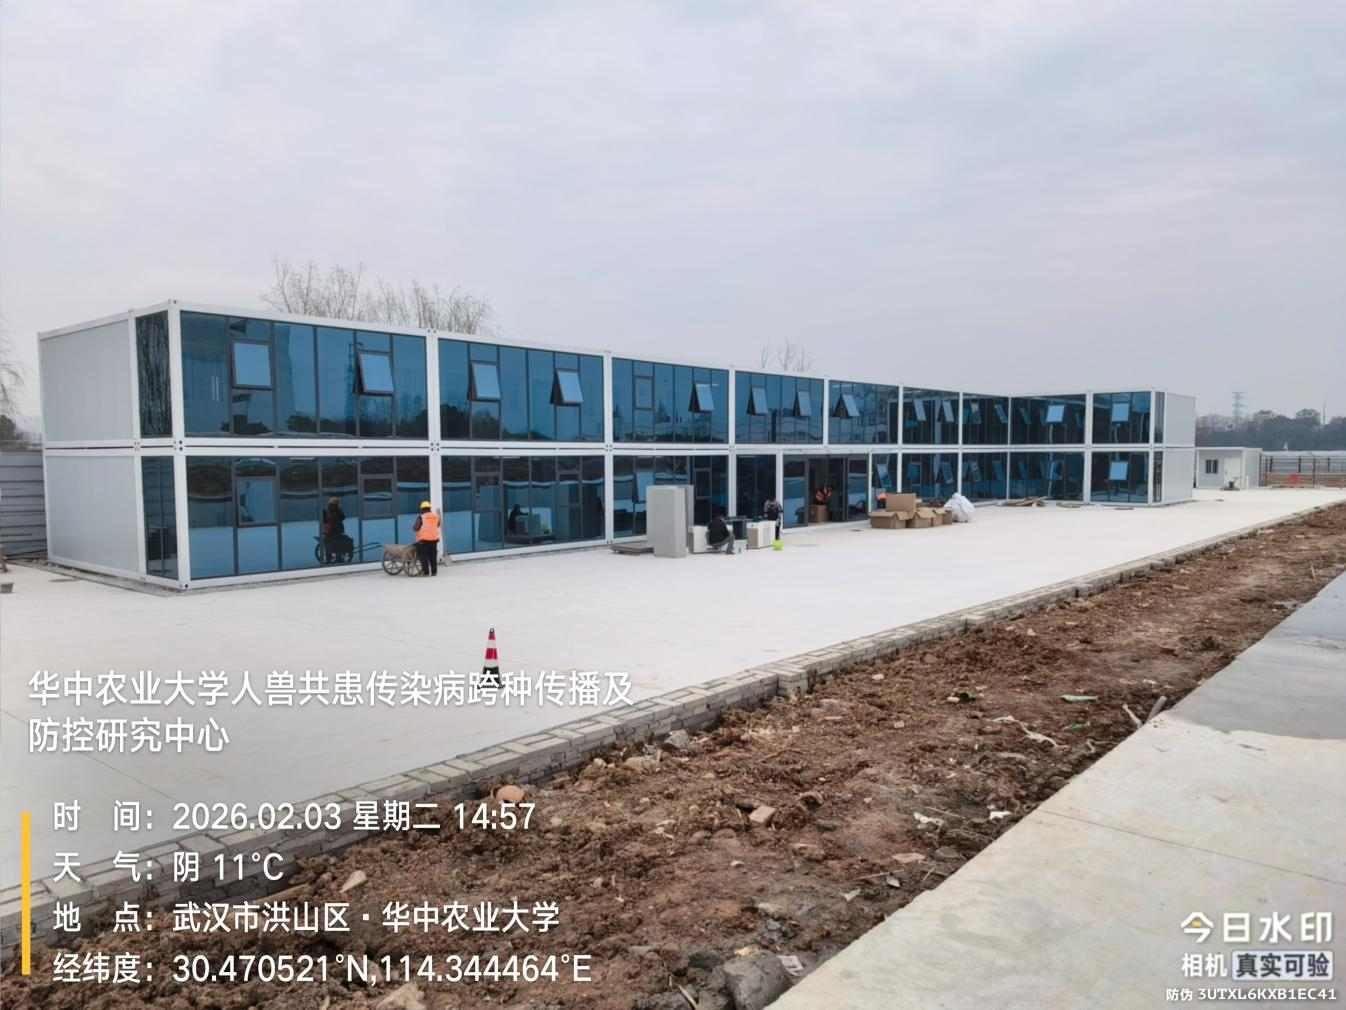 华中农业大学人兽共患传染病跨种传播及
防控研究中心
时 间：2026.02.03 星期二 14:57
天 气：阴 11°C
地 点：武汉市洪山区·华中农业大学
经纬度：30.470521°N,114.344464°E
今日水印
相机 真实可验
防伪 3UTXL6KXB1EC41